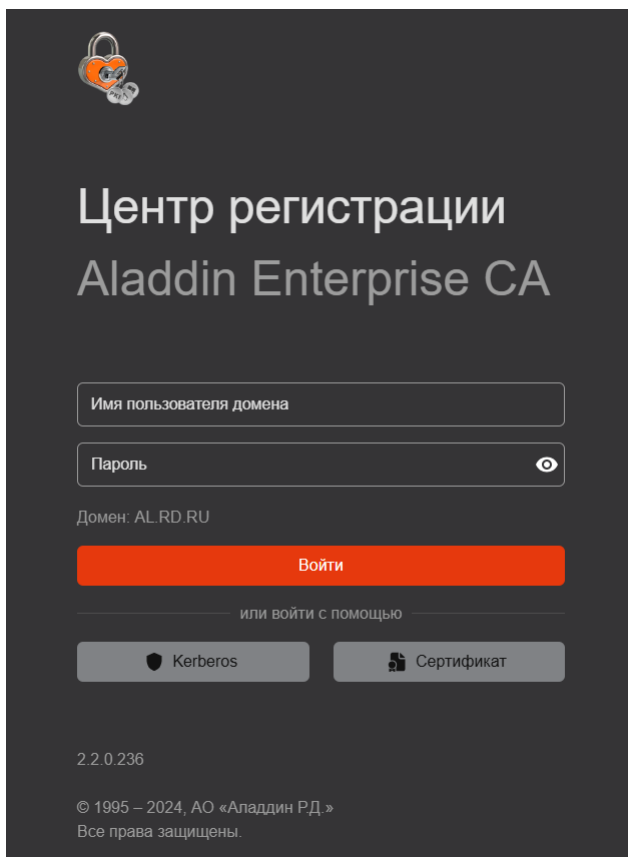 PKI
Центр регистрации
Aladdin Enterprise CA
Имя пользователя домена
Пароль
Домен: AL.RD.RU
Войти
или войти с помощью
Kerberos
Сертификат
2.2.0.236
© 1995 – 2024, АО «Аладдин Р.Д.»
Все права защищены.